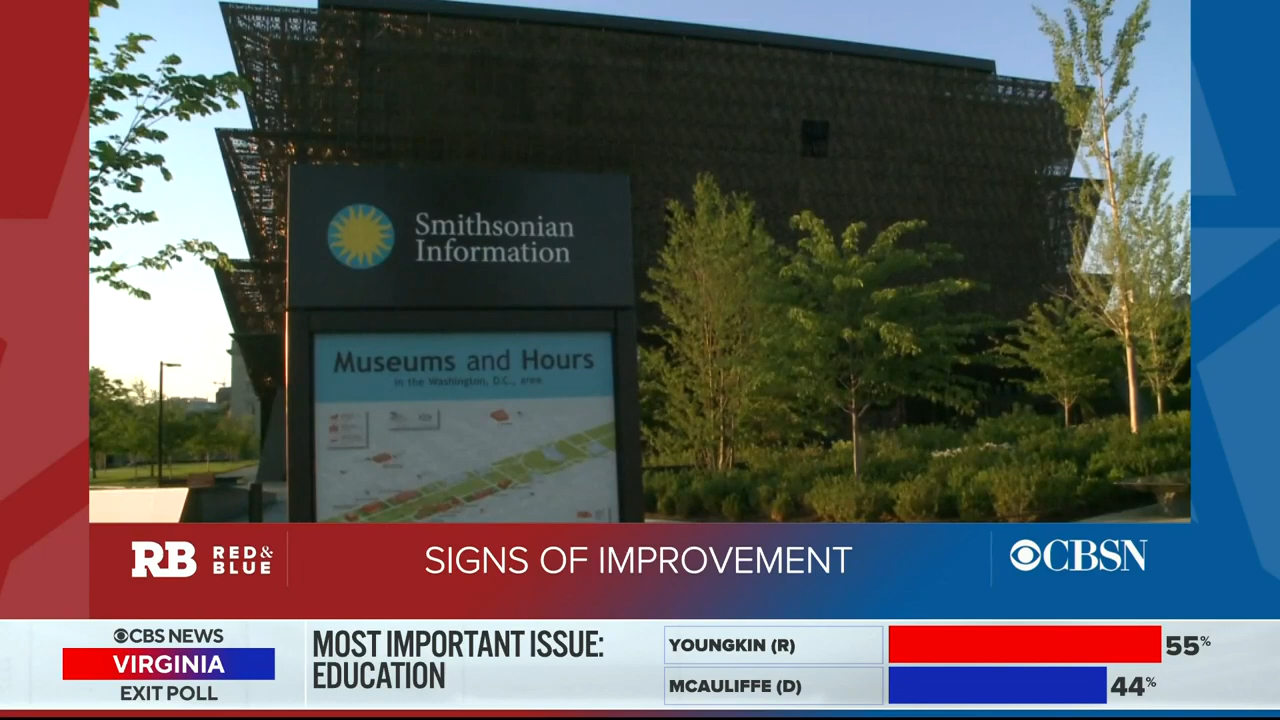 Smithsonian
Information
Museums and Hours
in the Washington, D.C., area
RB RED&
BLUE
SIGNS OF IMPROVEMENT
CBSN
CBS NEWS
VIRGINIA
EXIT POLL
MOST IMPORTANT ISSUE:
EDUCATION
YOUNGKIN (R)
55%
MCAULIFFE (D)
44%